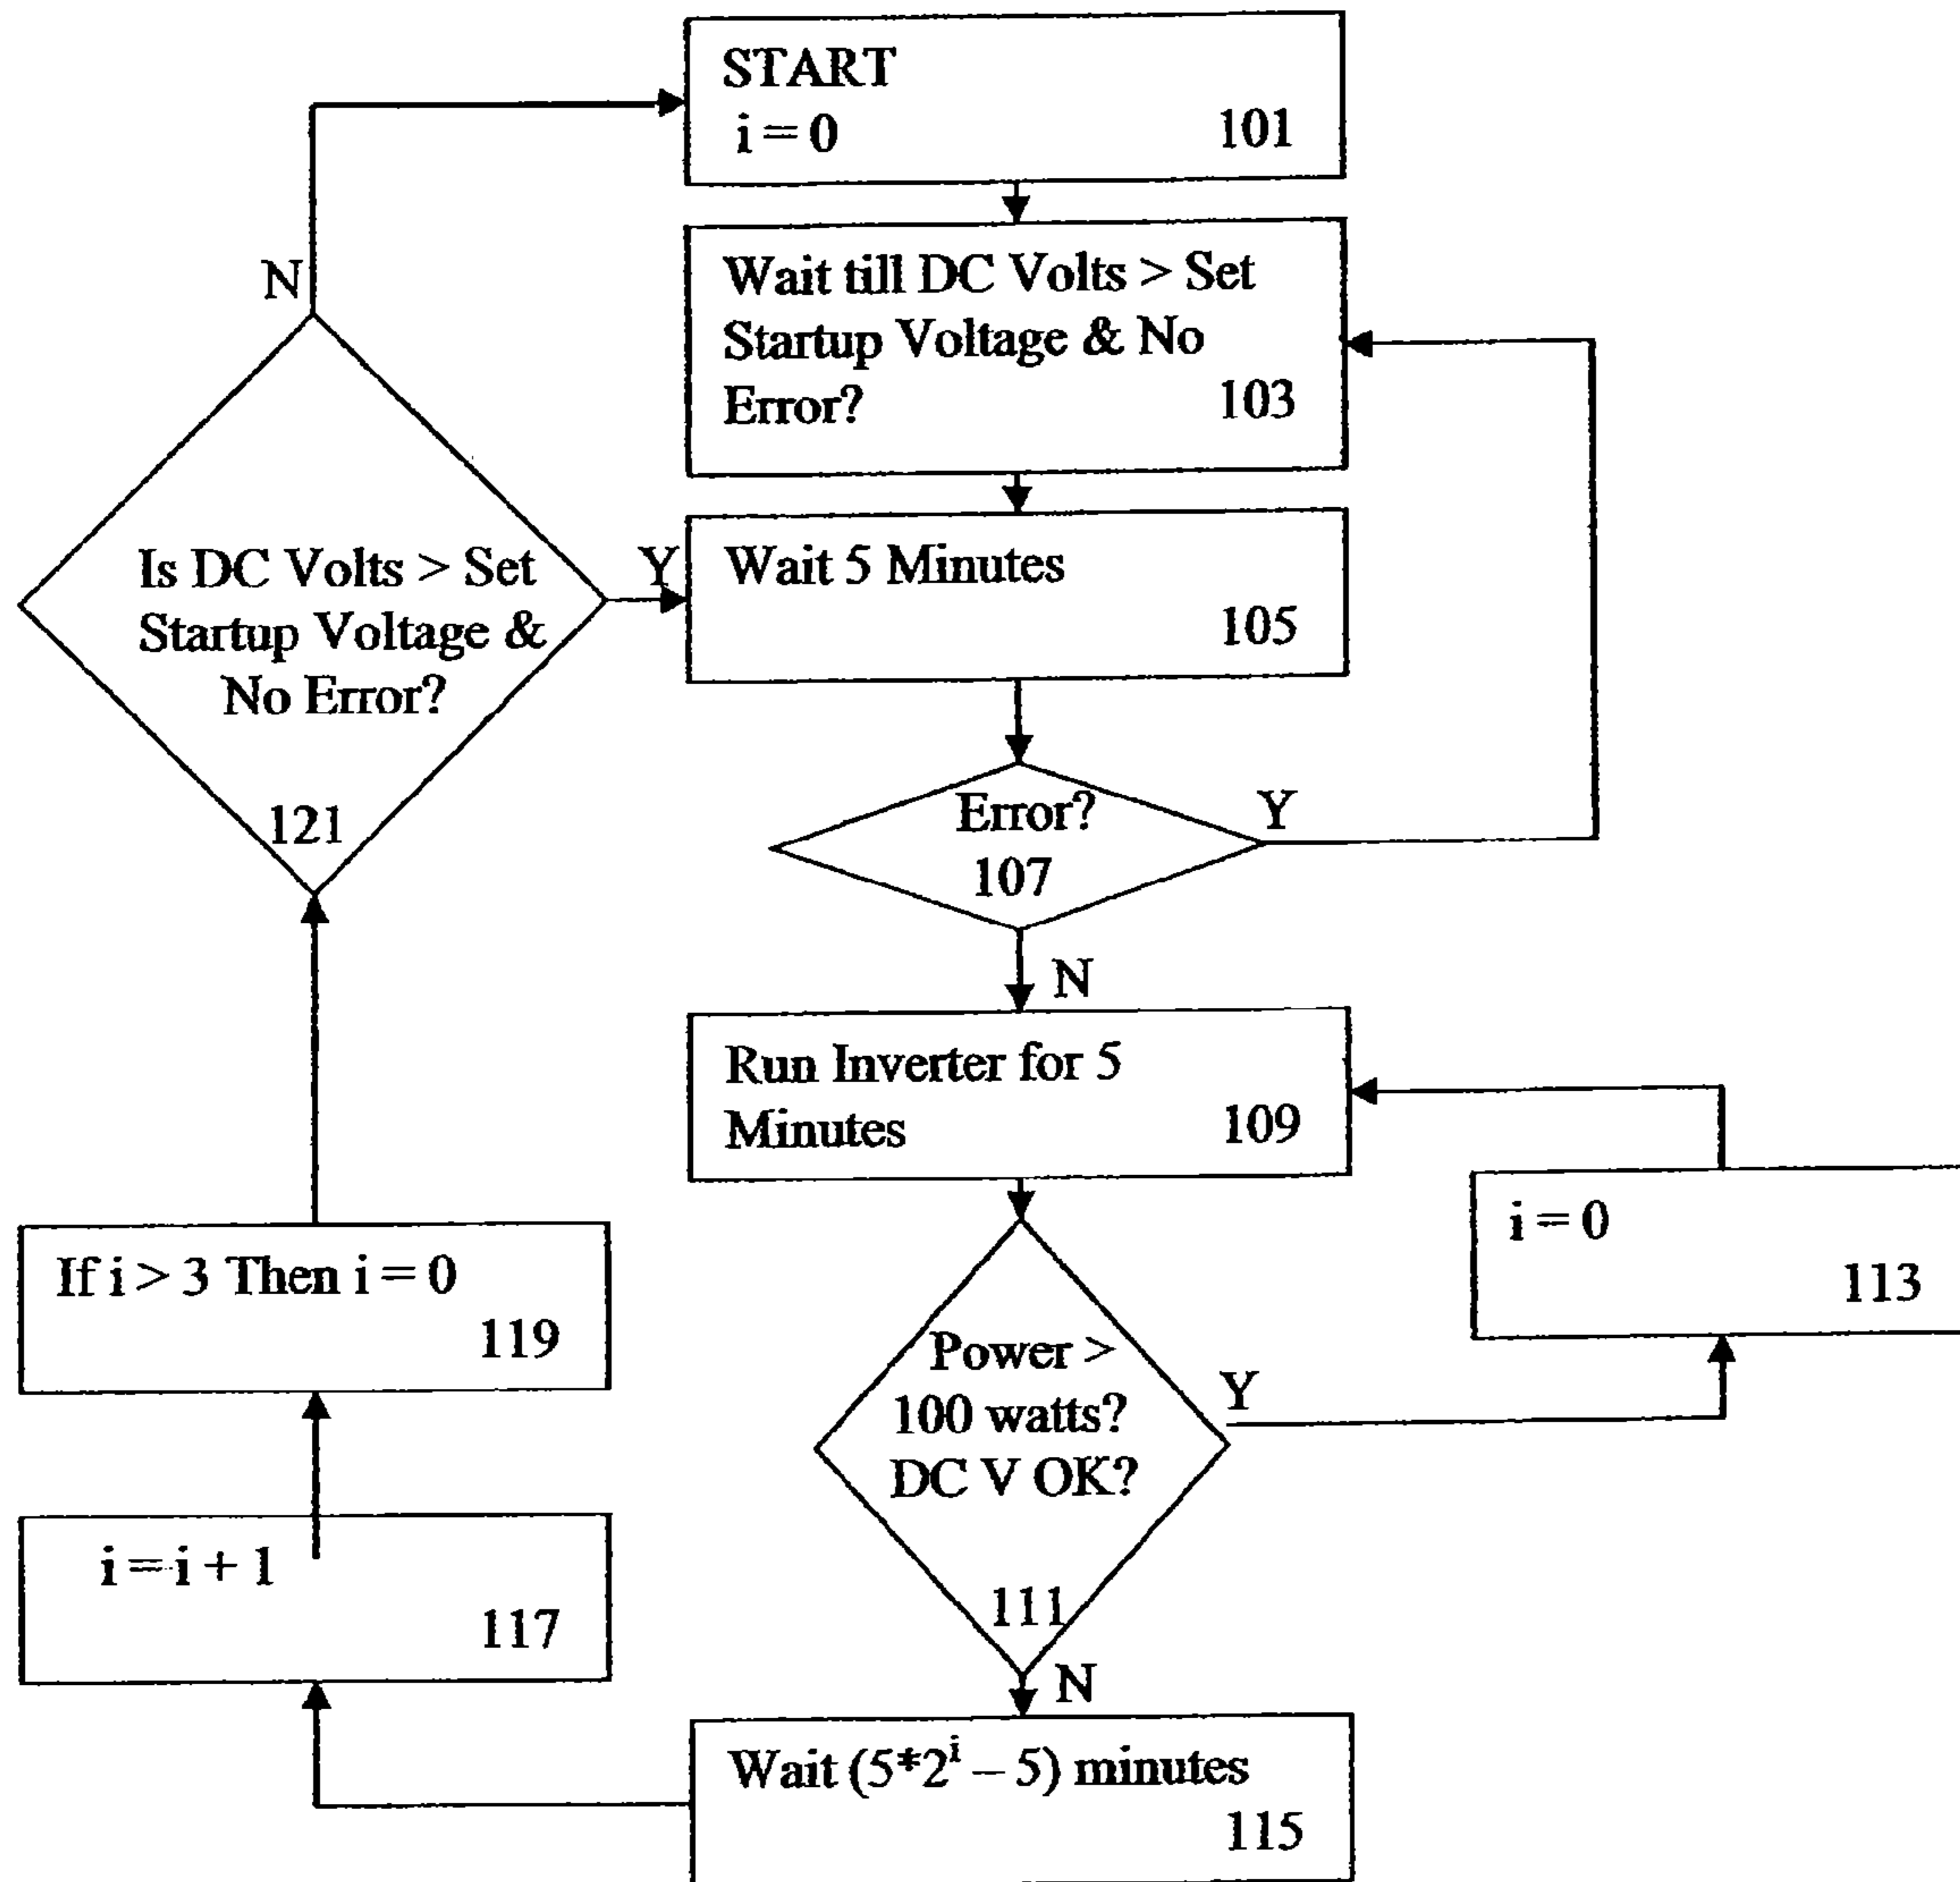 START
i = 0
101
Wait till DC Volts > Set
Startup Voltage & No
Error?
103
Wait 5 Minutes
105
Error?
107
Y
N
Run Inverter for 5
Minutes
109
Power >
100 watts?
DC V OK?
111
Y
i = 0
113
N
Wait (5*2^i – 5) minutes
115
i = i + 1
117
If i > 3 Then i = 0
119
Is DC Volts > Set
Startup Voltage &
No Error?
121
Y
N